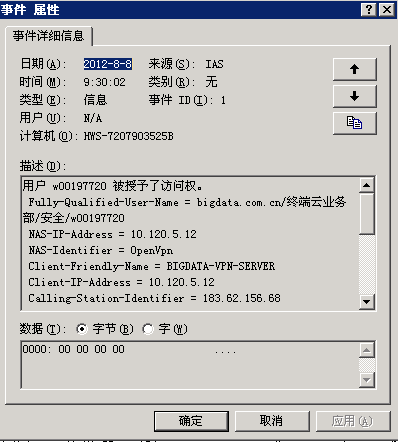 事件 属性
事件详细信息
日期(A): 2012-8-8 来源(S): IAS
时间(M): 9:30:02 类别(R): 无
类型(E): 信息 事件 ID(I): 1
用户(U): N/A
计算机(O): HWS-7207903525B
描述(D):
用户 w00197720 被授予了访问权。
Fully-Qualified-User-Name = bigdata.com.cn/终端云业务
部/安全/w00197720
NAS-IP-Address = 10.120.5.12
NAS-Identifier = OpenVpn
Client-Friendly-Name = BIGDATA-VPN-SERVER
Client-IP-Address = 10.120.5.12
Calling-Station-Identifier = 183.62.156.68
数据(T): 字节(B) 字(W)
0000: 00 00 00 00 ....
确定 取消 应用(A)